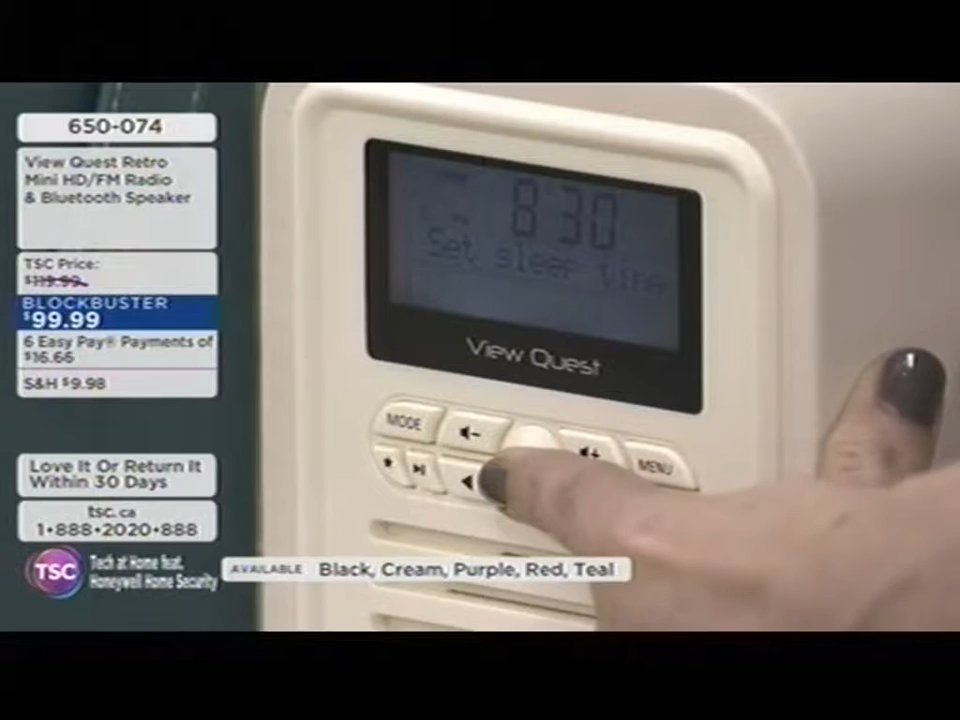 650-074
View Quest Retro
Mini HD/FM Radio
& Bluetooth Speaker
TSC Price:
$119.99
BLOCKBUSTER
$99.99
6 Easy Pay® Payments of
$16.66
S&H $9.98
Love It Or Return It
Within 30 Days
tsc.ca
1•888•2020•888
TSC
Tech at Home feat.
Honeywell Home Security
AVAILABLE Black, Cream, Purple, Red, Teal
8:30
Set sleep time
View Quest
MODE
MENU